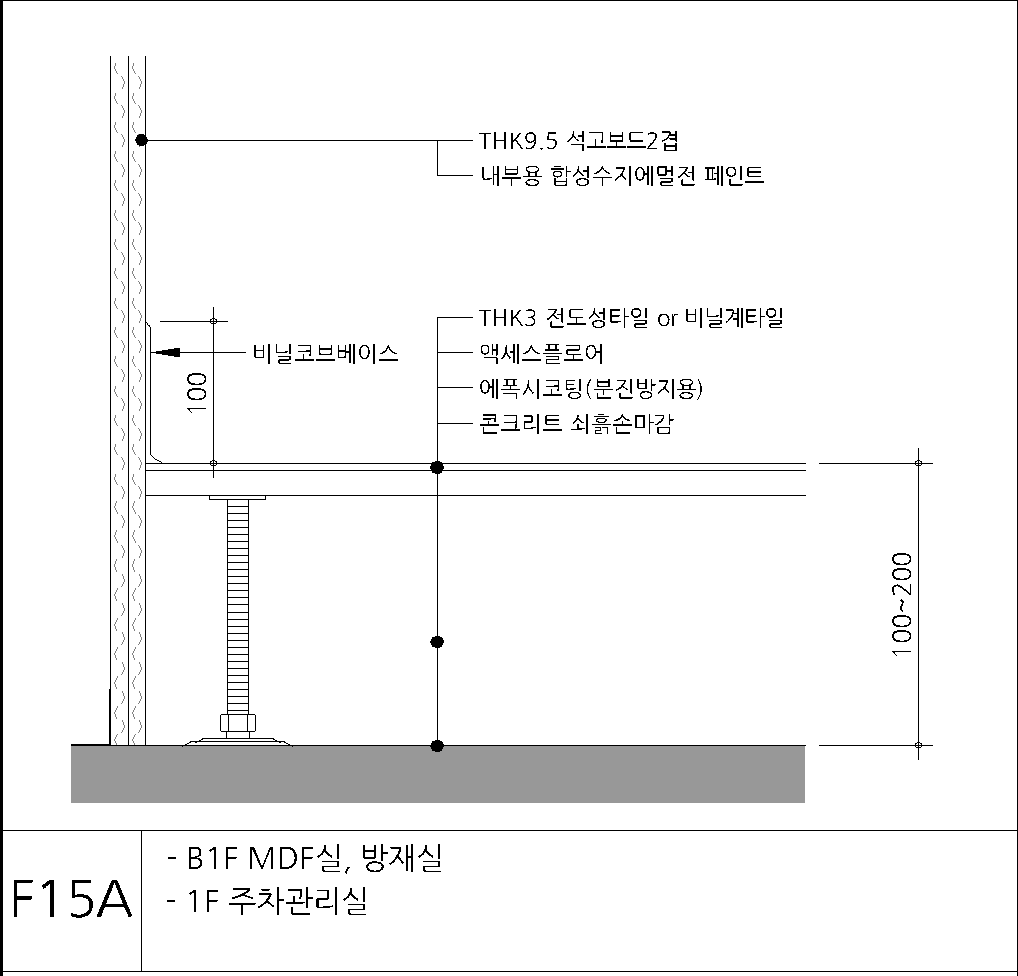 THK9.5 석고보드2겹
내부용 합성수지에멀전 페인트
THK3 전도성타일 or 비닐계타일
비닐코브베이스
액세스플로어
100
에폭시코팅(분진방지용)
콘크리트 쇠흙손마감
100~200
F15A
- B1F MDF실, 방재실
- 1F 주차관리실